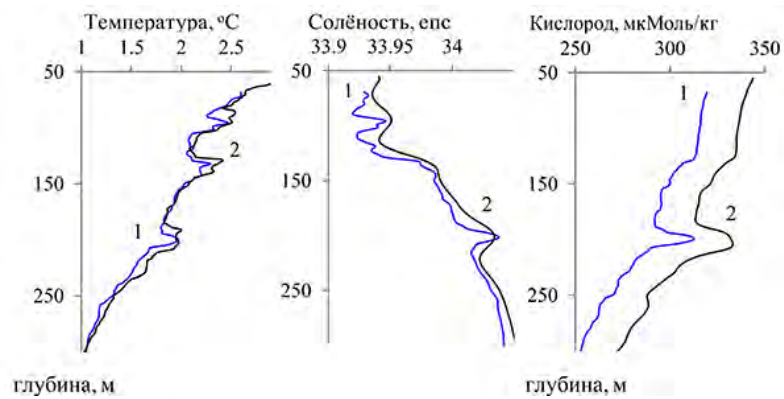 Температура, °С
1 1.5 2 2.5
50
150
250
1
2
глубина, м
Солёность, епс
33.9 33.95 34
50
150
250
1
2
Кислород, мкМоль/кг
250 300 350
50
150
250
1
2
глубина, м